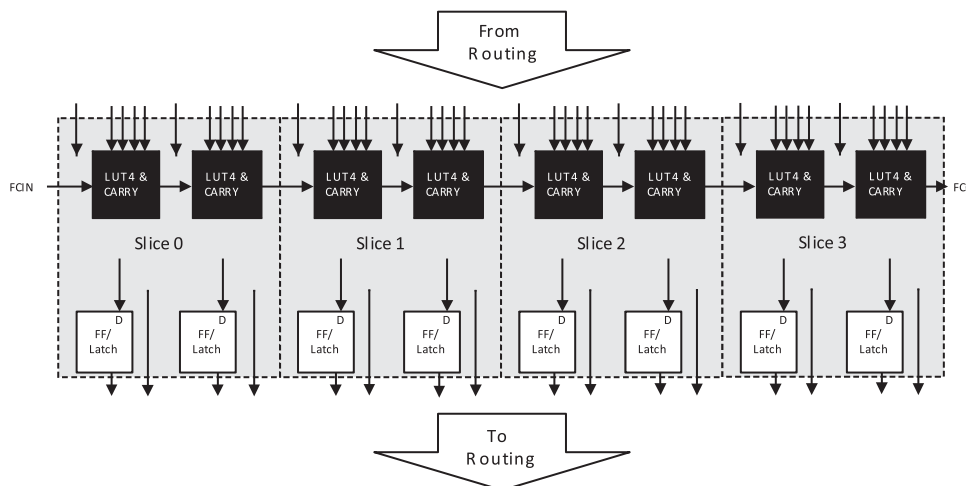 From
Routing
LUT4 &
CARRY
LUT4 &
CARRY
LUT4 &
CARRY
LUT4 &
CARRY
LUT4 &
CARRY
LUT4 &
CARRY
LUT4 &
CARRY
LUT4 &
CARRY
FCIN
FC
Slice 0
Slice 1
Slice 2
Slice 3
D
FF/
Latch
D
FF/
Latch
D
FF/
Latch
D
FF/
Latch
D
FF/
Latch
D
FF/
Latch
D
FF/
Latch
D
FF/
Latch
To
Routing